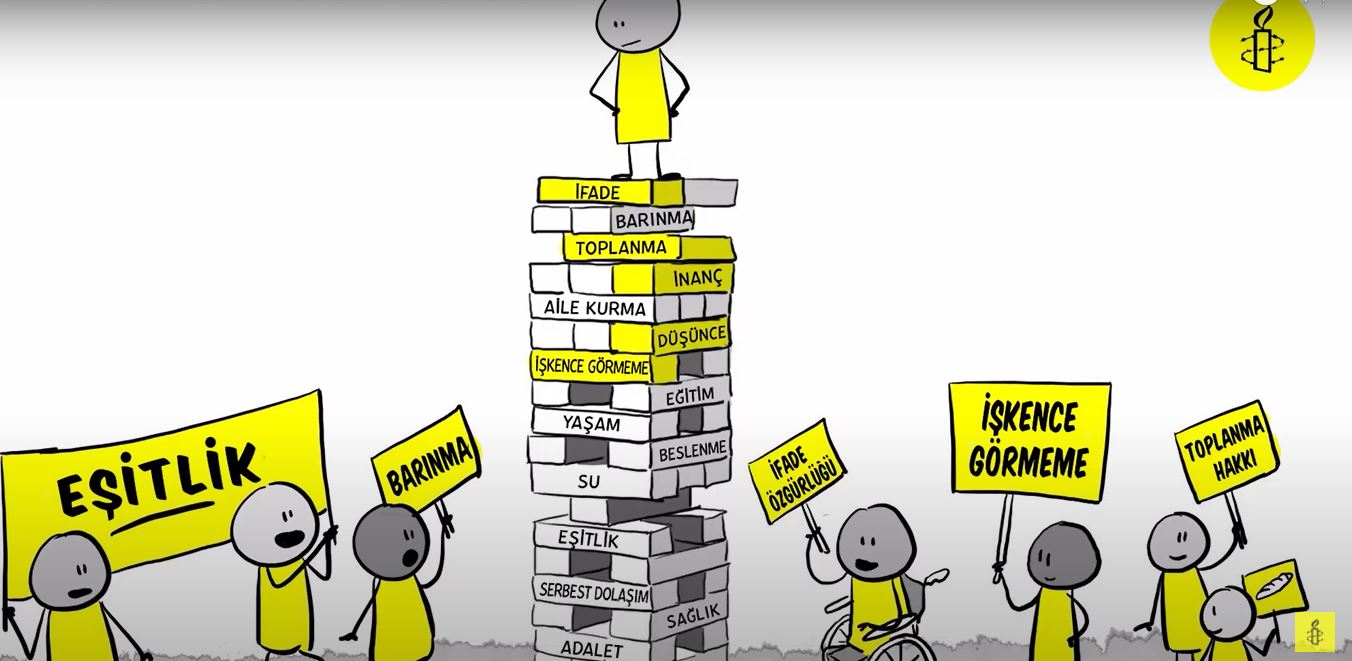 İFADE
BARINMA
TOPLANMA
İNANÇ
AİLE KURMA
DÜŞÜNCE
İŞKENCE GÖRMEME
EĞİTİM
YAŞAM
BESLENME
SU
EŞİTLİK
SERBEST DOLAŞIM
SAĞLIK
ADALET
EŞİTLİK
BARINMA
İFADE
ÖZGÜRLÜĞÜ
İŞKENCE
GÖRMEME
TOPLANMA
HAKKI